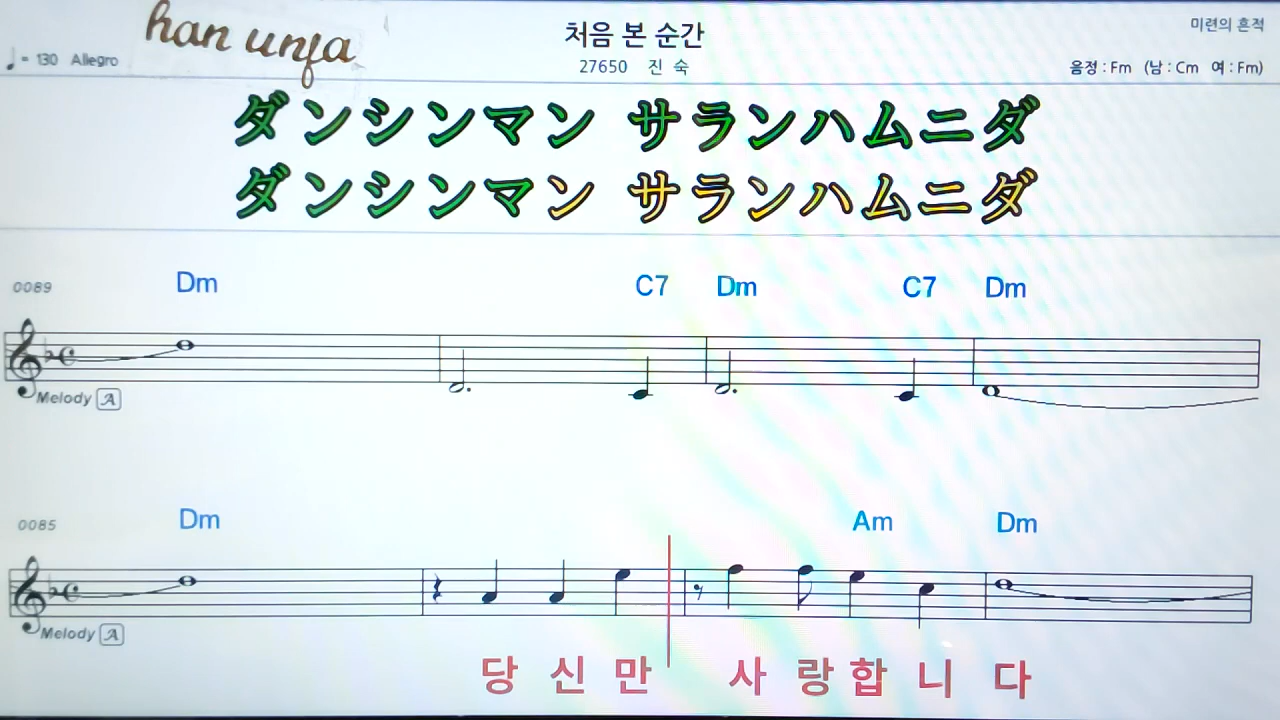 han unja
처음 본 순간
미련의 흔적
♩= 130 Allegro
27650 진 숙
음정 : Fm (남 : Cm 여 : Fm)
ダンシンマン サランハムニダ
ダンシンマン サランハムニダ
0089 Dm C7 Dm C7 Dm
Melody A
0085 Dm Am Dm
Melody A
당 신 만 사 랑 합 니 다